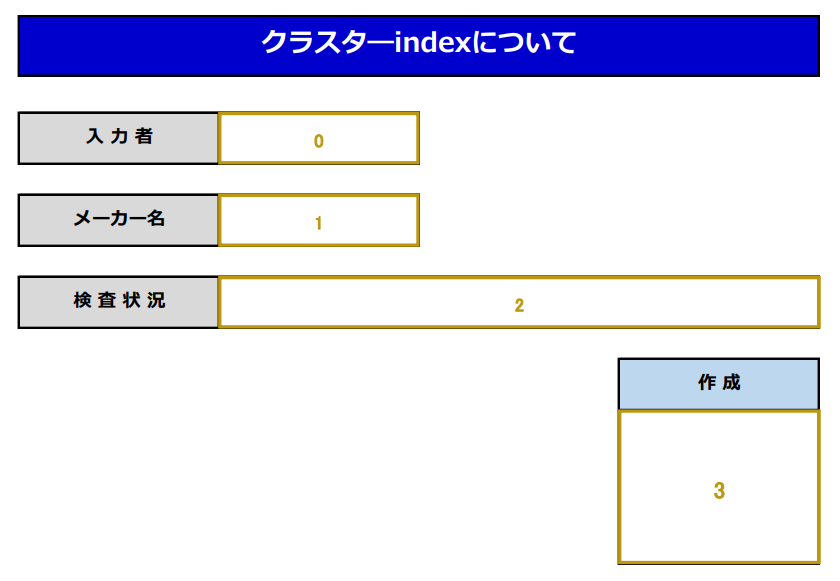 クラスターindexについて
入 力 者
0
メーカー名
1
検 査 状 況
2
作 成
3